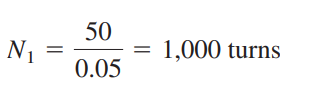 N₁ = 50/0.05 = 1,000 turns